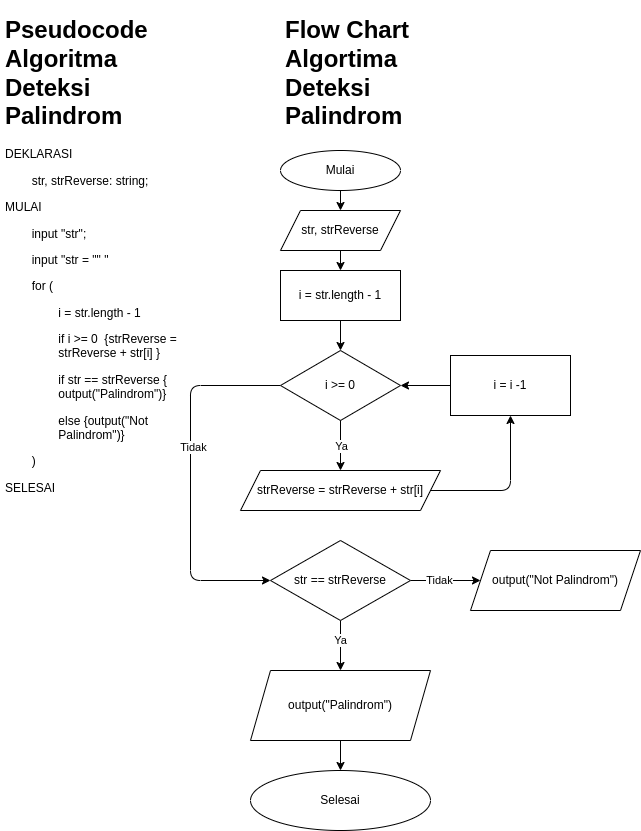 Pseudocode
Algoritma
Deteksi
Palindrom
DEKLARASI
str, strReverse: string;
MULAI
input "str";
input "str = "" "
for (
i = str.length - 1
if i >= 0  {strReverse =
strReverse + str[i] }
if str == strReverse {
output("Palindrom")}
else {output("Not
Palindrom")}
)
SELESAI
Flow Chart
Algortima
Deteksi
Palindrom
Mulai
str, strReverse
i = str.length - 1
i >= 0
i = i -1
Ya
Tidak
strReverse = strReverse + str[i]
str == strReverse
Tidak
output("Not Palindrom")
Ya
output("Palindrom")
Selesai